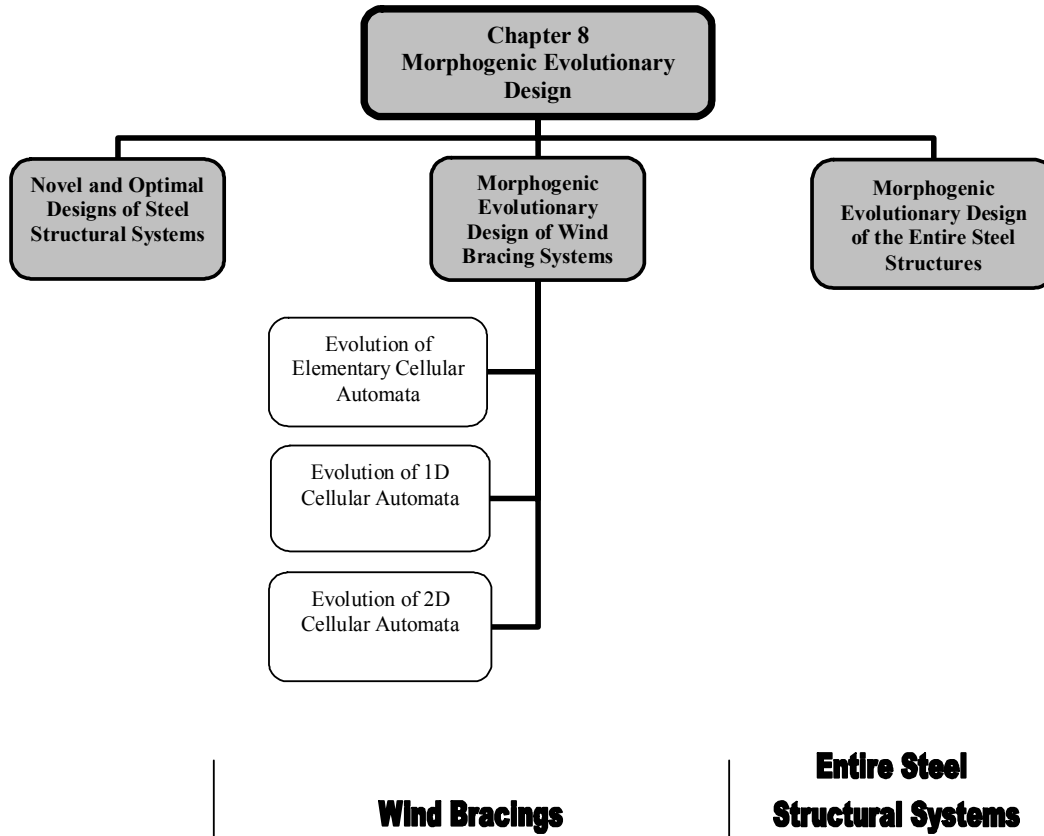 Chapter 8
Morphogenic Evolutionary
Design
Novel and Optimal
Designs of Steel
Structural Systems
Morphogenic
Evolutionary
Design of Wind
Bracing Systems
Morphogenic
Evolutionary Design
of the Entire Steel
Structures
Evolution of
Elementary Cellular
Automata
Evolution of 1D
Cellular Automata
Evolution of 2D
Cellular Automata
Wind Bracings
Entire Steel
Structural Systems